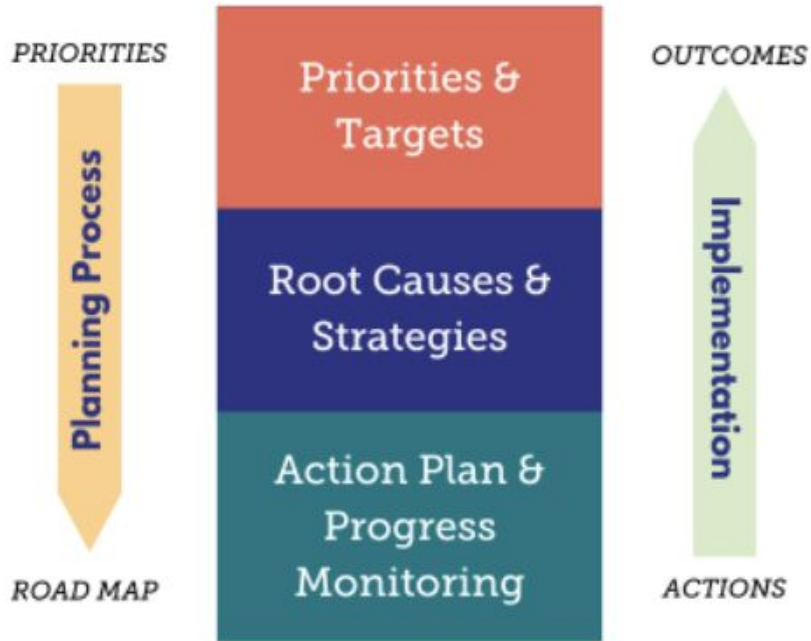 PRIORITIES
Planning Process
ROAD MAP
Priorities &
Targets
Root Causes &
Strategies
Action Plan &
Progress
Monitoring
OUTCOMES
Implementation
ACTIONS